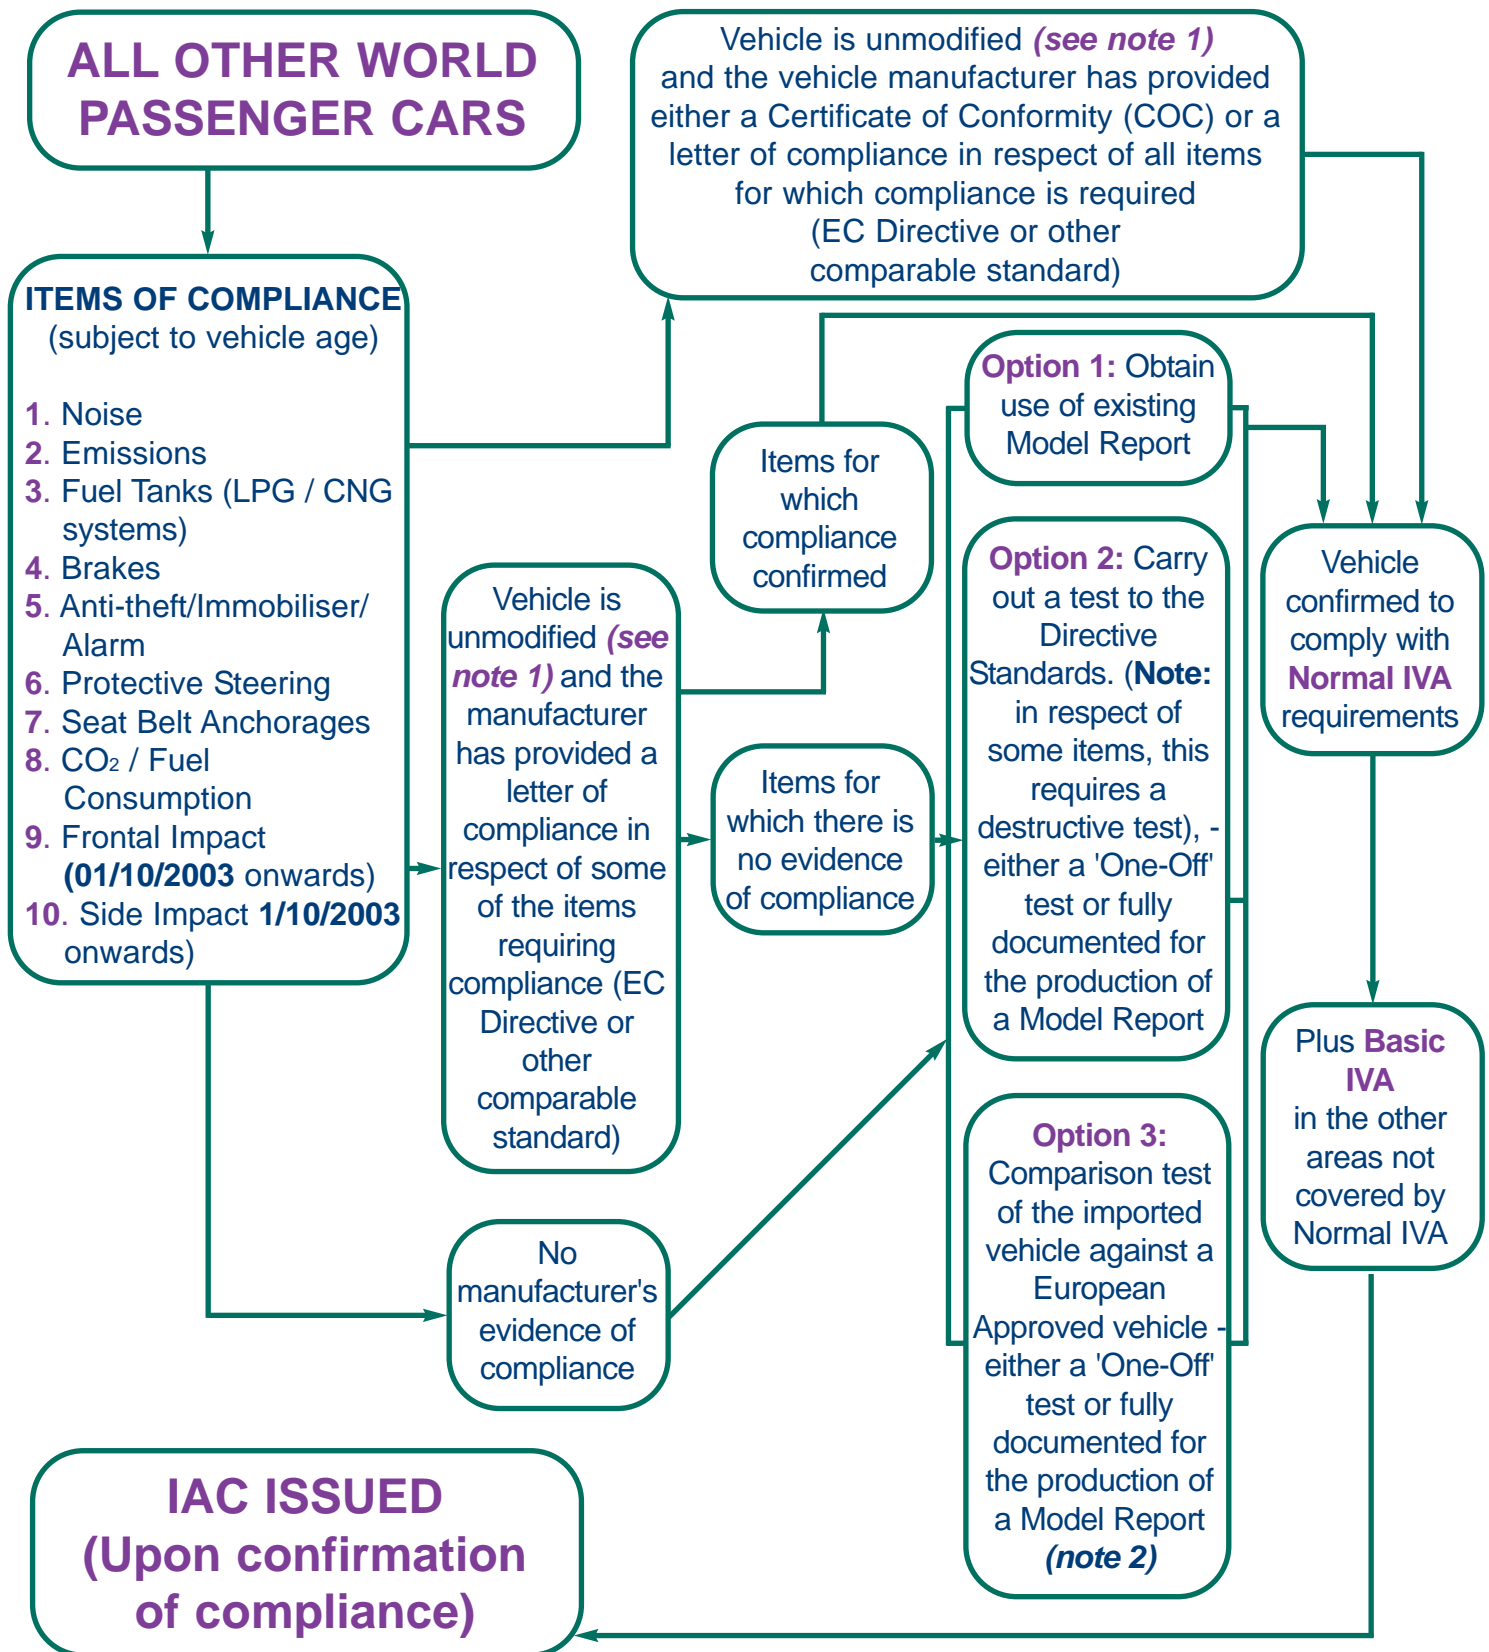 ALL OTHER WORLD
PASSENGER CARS
Vehicle is unmodified (see note 1)
and the vehicle manufacturer has provided
either a Certificate of Conformity (COC) or a
letter of compliance in respect of all items
for which compliance is required
(EC Directive or other
comparable standard)
ITEMS OF COMPLIANCE
(subject to vehicle age)
1. Noise
2. Emissions
3. Fuel Tanks (LPG / CNG
systems)
4. Brakes
5. Anti-theft/Immobiliser/
Alarm
6. Protective Steering
7. Seat Belt Anchorages
8. CO2 / Fuel
Consumption
9. Frontal Impact
(01/10/2003 onwards)
10. Side Impact 1/10/2003
onwards)
Vehicle is
unmodified (see
note 1) and the
manufacturer
has provided a
letter of
compliance in
respect of some
of the items
requiring
compliance (EC
Directive or
other
comparable
standard)
No
manufacturer's
evidence of
compliance
Items for
which
compliance
confirmed
Items for
which there is
no evidence
of compliance
Option 1: Obtain
use of existing
Model Report
Option 2: Carry
out a test to the
Directive
Standards. (Note:
in respect of
some items, this
requires a
destructive test), -
either a 'One-Off'
test or fully
documented for
the production of
a Model Report
Option 3:
Comparison test
of the imported
vehicle against a
European
Approved vehicle -
either a 'One-Off'
test or fully
documented for
the production of
a Model Report
(note 2)
Vehicle
confirmed to
comply with
Normal IVA
requirements
Plus Basic
IVA
in the other
areas not
covered by
Normal IVA
IAC ISSUED
(Upon confirmation
of compliance)